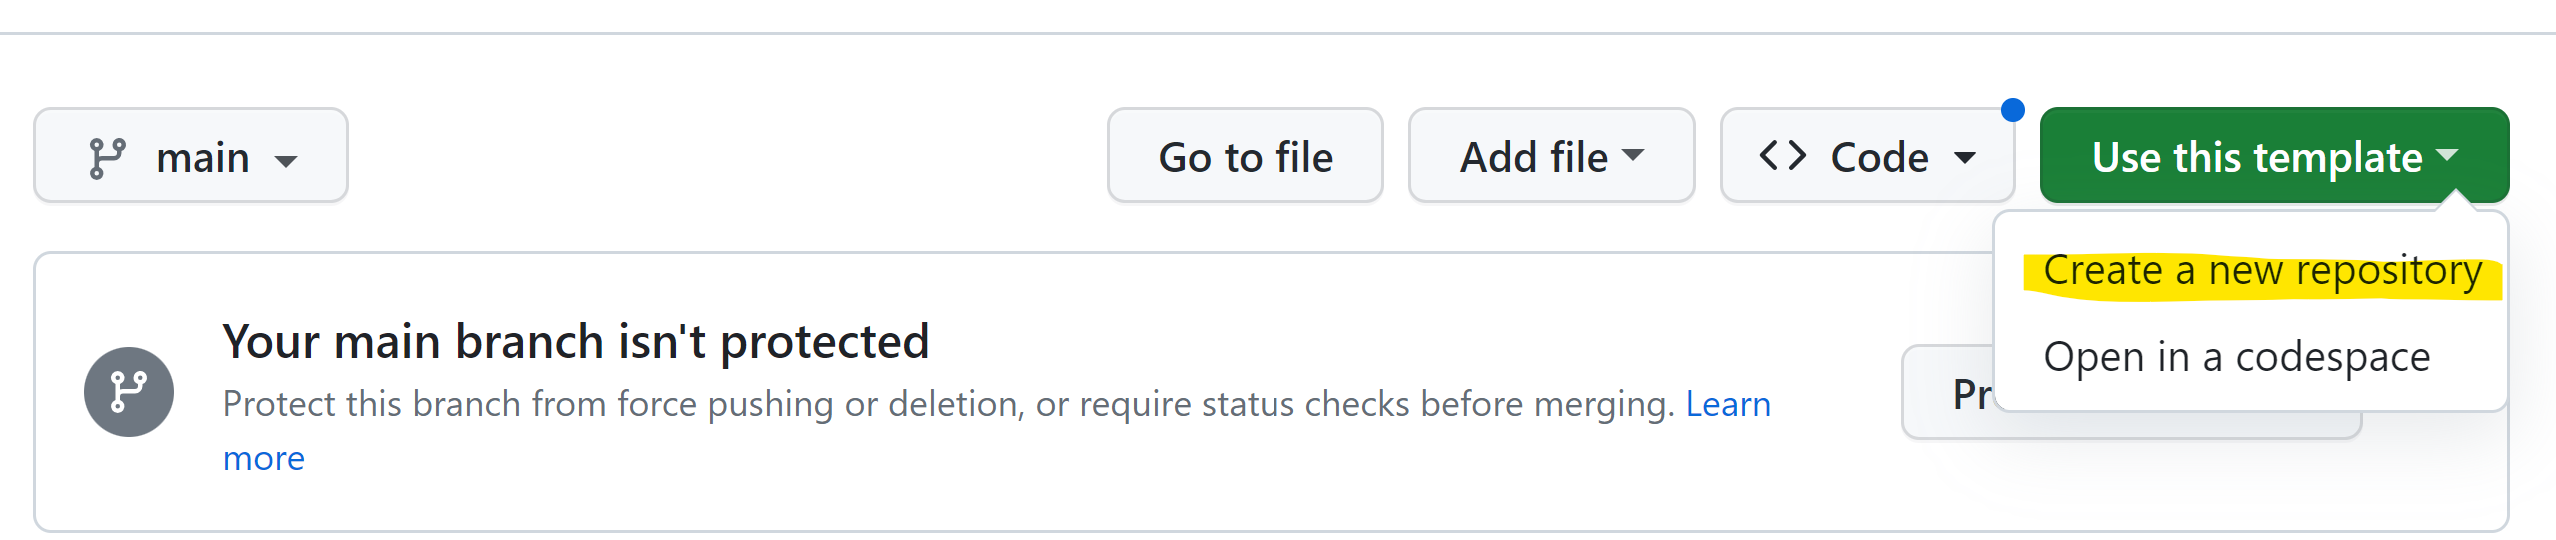 main
Go to file
Add file
Code
Use this template
Create a new repository
Open in a codespace
Your main branch isn't protected
Protect this branch from force pushing or deletion, or require status checks before merging. Learn
more